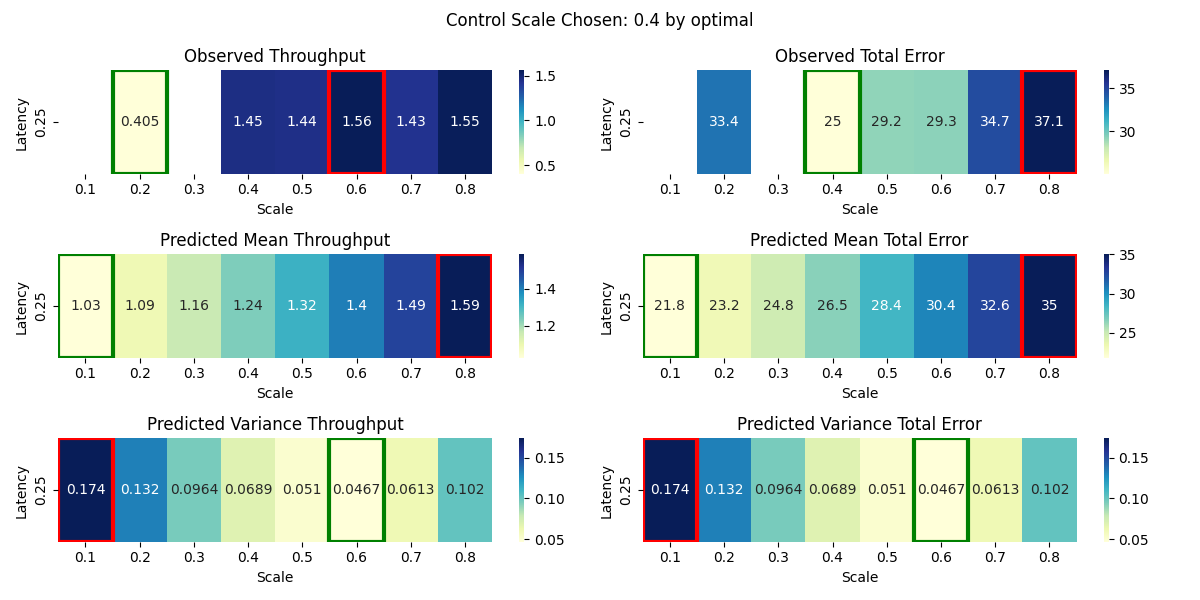 Control Scale Chosen: 0.4 by optimal
Observed Throughput
Latency
0.25
0.405 1.45 1.44 1.56 1.43 1.55
1.5
1.0
0.5
0.1 0.2 0.3 0.4 0.5 0.6 0.7 0.8
Scale
Observed Total Error
Latency
0.25
33.4 25 29.2 29.3 34.7 37.1
35
30
0.1 0.2 0.3 0.4 0.5 0.6 0.7 0.8
Scale
Predicted Mean Throughput
Latency
0.25
1.03 1.09 1.16 1.24 1.32 1.4 1.49 1.59
1.4
1.2
0.1 0.2 0.3 0.4 0.5 0.6 0.7 0.8
Scale
Predicted Mean Total Error
Latency
0.25
21.8 23.2 24.8 26.5 28.4 30.4 32.6 35
35
30
25
0.1 0.2 0.3 0.4 0.5 0.6 0.7 0.8
Scale
Predicted Variance Throughput
Latency
0.25
0.174 0.132 0.0964 0.0689 0.051 0.0467 0.0613 0.102
0.15
0.10
0.05
0.1 0.2 0.3 0.4 0.5 0.6 0.7 0.8
Scale
Predicted Variance Total Error
Latency
0.25
0.174 0.132 0.0964 0.0689 0.051 0.0467 0.0613 0.102
0.15
0.10
0.05
0.1 0.2 0.3 0.4 0.5 0.6 0.7 0.8
Scale